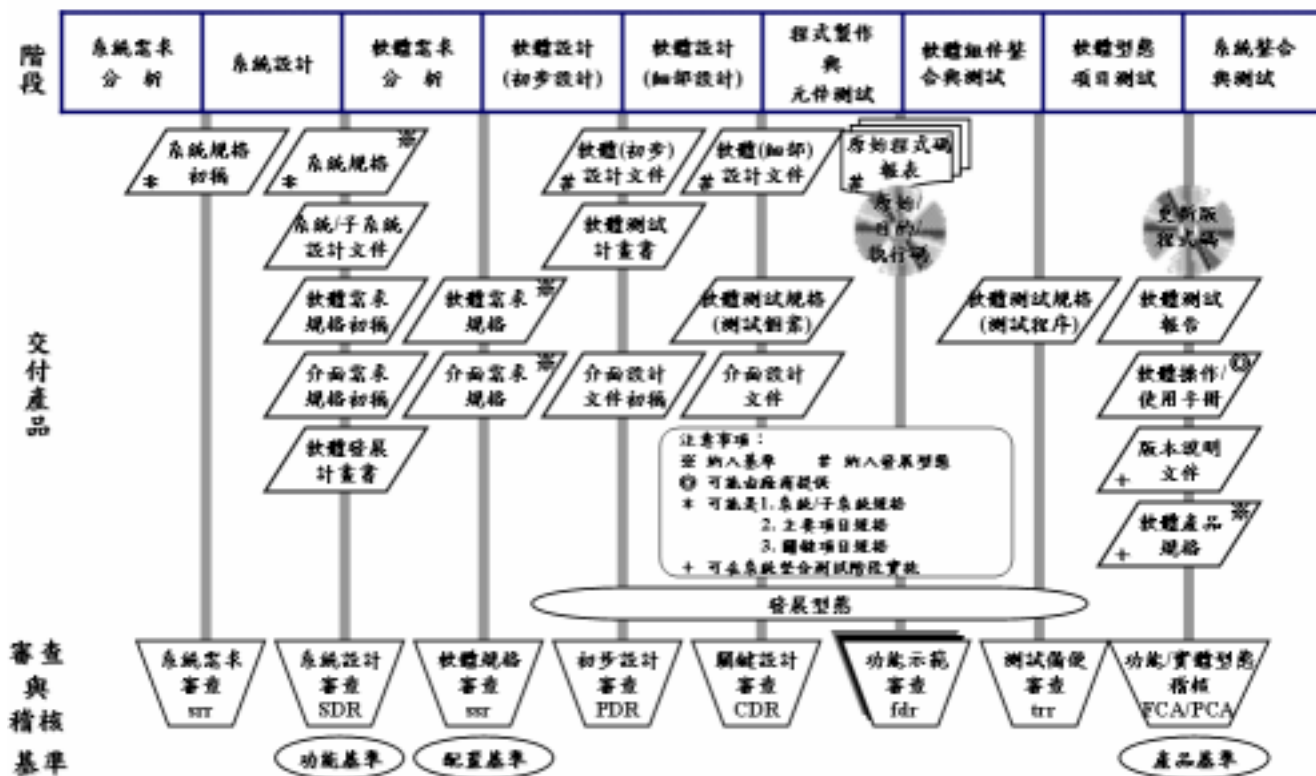 階
段
系統需求
分 析
系統設計
軟體需求
分 析
軟體設計
(初步設計)
軟體設計
(細部設計)
程式製作
與
元件測試
軟體組件整
合與測試
軟體型態
項目測試
系統整合
與測試
交
付
產
品
系統規格
初稿
*
系統規格
※
*
系統/子系統
設計文件
軟體需求
規格初稿
介面需求
規格初稿
軟體發展
計畫書
軟體需求
規格
※
介面需求
規格
※
軟體(初步)
# 設計文件
軟體測試
計畫書
介面設計
文件初稿
軟體(細部)
# 設計文件
軟體測試規格
(測試個案)
介面設計
文件
原始程式碼
報表
#
原始/
目的/
執行碼
軟體測試規格
(測試程序)
更新版
程式碼
軟體測試
報告
軟體操作/
使用手冊
◎
版本說明
文件
+
軟體產品
規格
※
+
注意事項:
※ 納入基準 # 納入發展型態
◎ 可能由廠商提供
* 可能是1.系統/子系統規格
2.主要項目規格
3.關鍵項目規格
+ 可在系統整合測試階段實施
發展型態
審查
與
稽核
系統需求
審查
srr
系統設計
審查
SDR
軟體規格
審查
ssr
初步設計
審查
PDR
關鍵設計
審查
CDR
功能示範
審查
fdr
測試備便
審查
trr
功能/實體型態
稽核
FCA/PCA
基準
功能基準
配置基準
產品基準